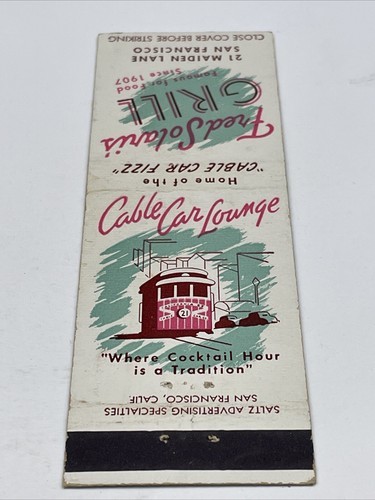 CLOSE COVER BEFORE STRIKING
SAN FRANCISCO
21 MAIDEN LANE
Since 1907
Famous for Food
GRILL
Fred Solari's
"CABLE CAR FIZZ"
Home of the
Cable Car Lounge
21
"Where Cocktail Hour
is a Tradition"
SALTZ ADVERTISING SPECIALTIES
SAN FRANCISCO, CALIF.